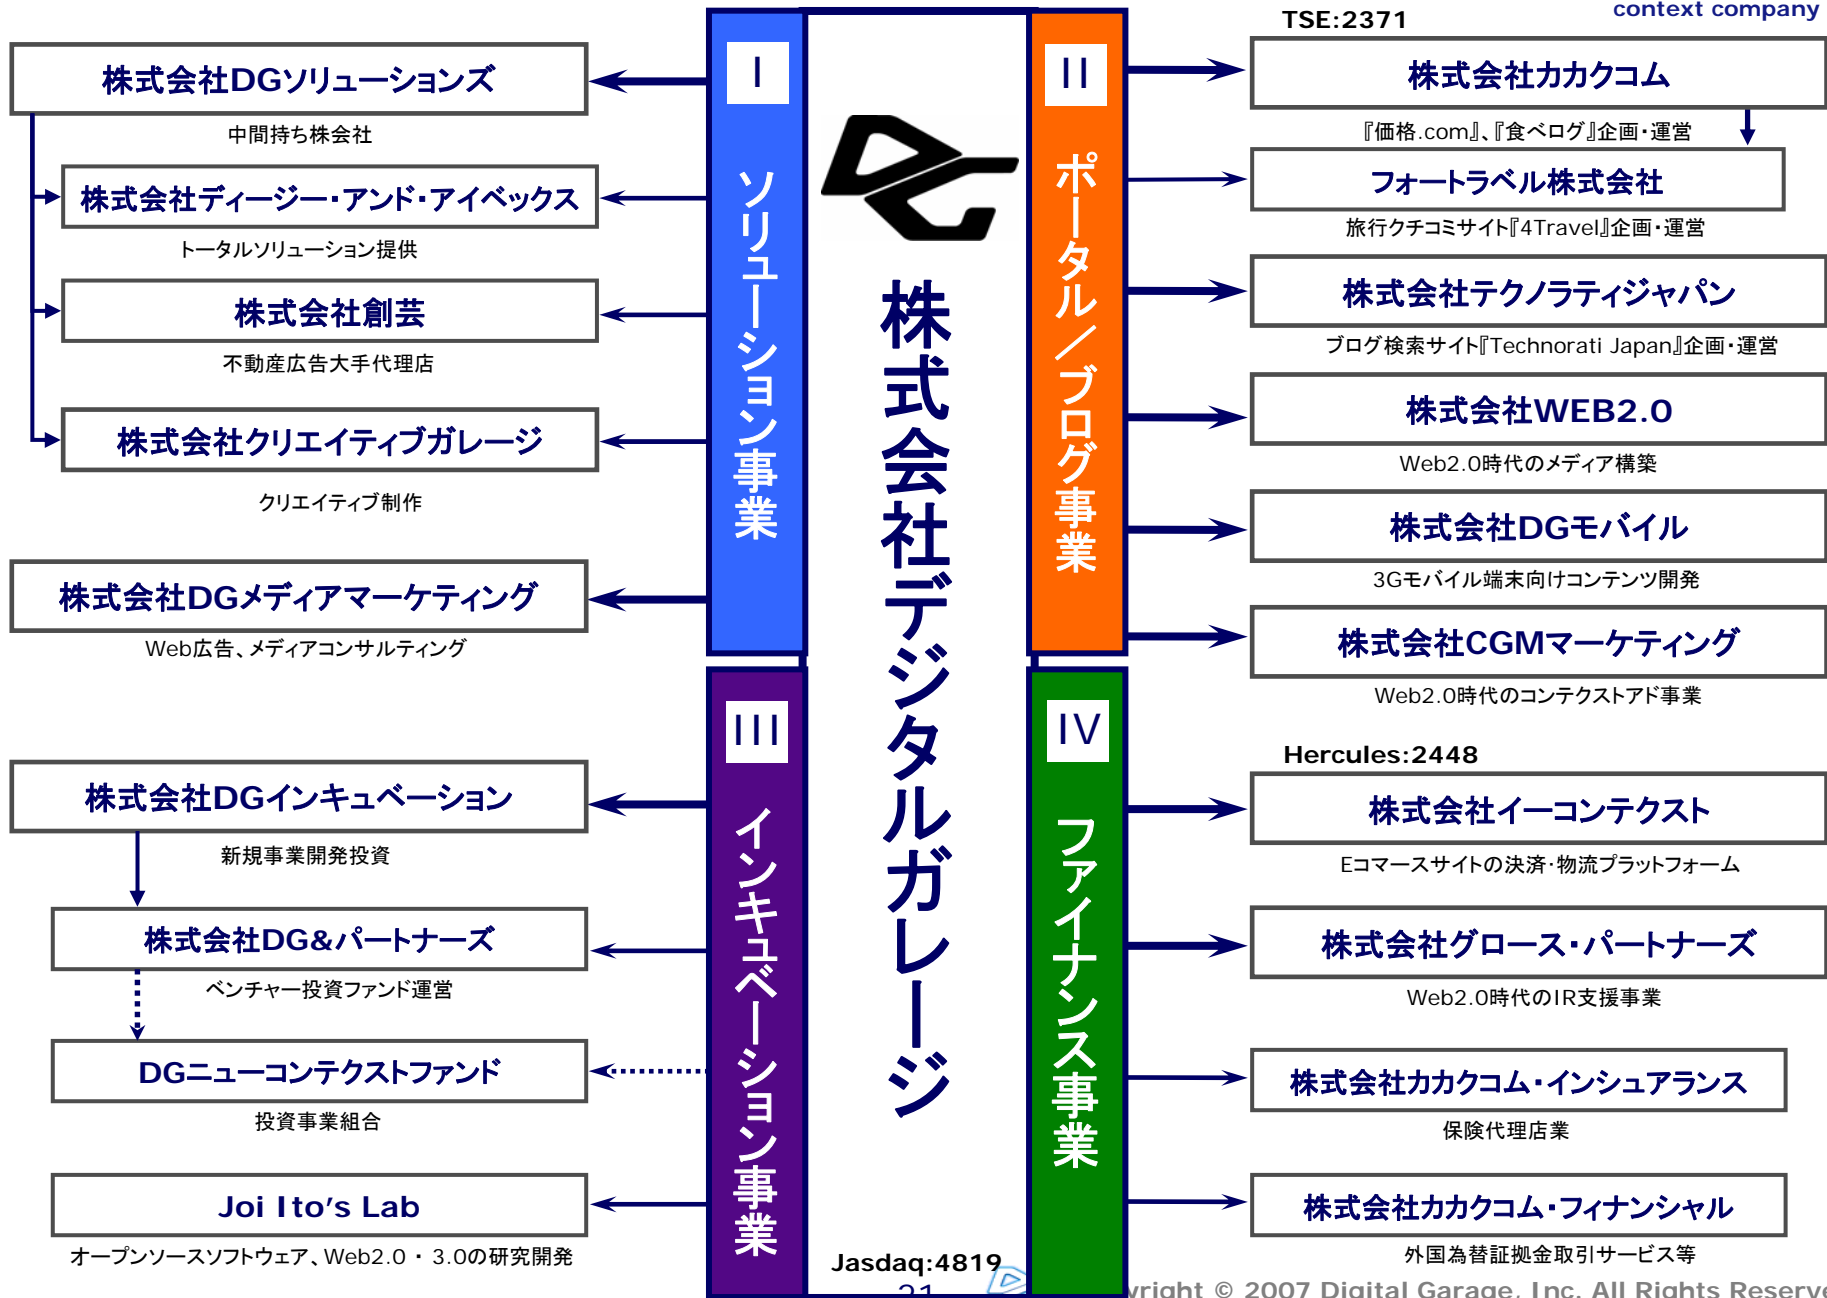 TSE:2371
context company
I
株式会社DGソリューションズ
中間持ち株会社
株式会社ディージー・アンド・アイベックス
トータルソリューション提供
株式会社創芸
不動産広告大手代理店
株式会社クリエイティブガレージ
クリエイティブ制作
株式会社DGメディアマーケティング
Web広告、メディアコンサルティング
ソリューション事業
III
株式会社DGインキュベーション
新規事業開発投資
株式会社DG&パートナーズ
ベンチャー投資ファンド運営
DGニューコンテクストファンド
投資事業組合
Joi Ito's Lab
オープンソースソフトウェア、Web2.0・3.0の研究開発
インキュベーション事業
株式会社デジタルガレージ
Jasdaq:4819
II
ポータル／ブログ事業
株式会社カカクコム
『価格.com』、『食べログ』企画・運営
フォートラベル株式会社
旅行クチコミサイト『4Travel』企画・運営
株式会社テクノラティジャパン
ブログ検索サイト『Technorati Japan』企画・運営
株式会社WEB2.0
Web2.0時代のメディア構築
株式会社DGモバイル
3Gモバイル端末向けコンテンツ開発
株式会社CGMマーケティング
Web2.0時代のコンテクストアド事業
IV
ファイナンス事業
Hercules:2448
株式会社イーコンテクスト
Eコマースサイトの決済・物流プラットフォーム
株式会社グロース・パートナーズ
Web2.0時代のIR支援事業
株式会社カカクコム・インシュアランス
保険代理店業
株式会社カカクコム・フィナンシャル
外国為替証拠金取引サービス等
21
yright © 2007 Digital Garage, Inc. All Rights Reserve